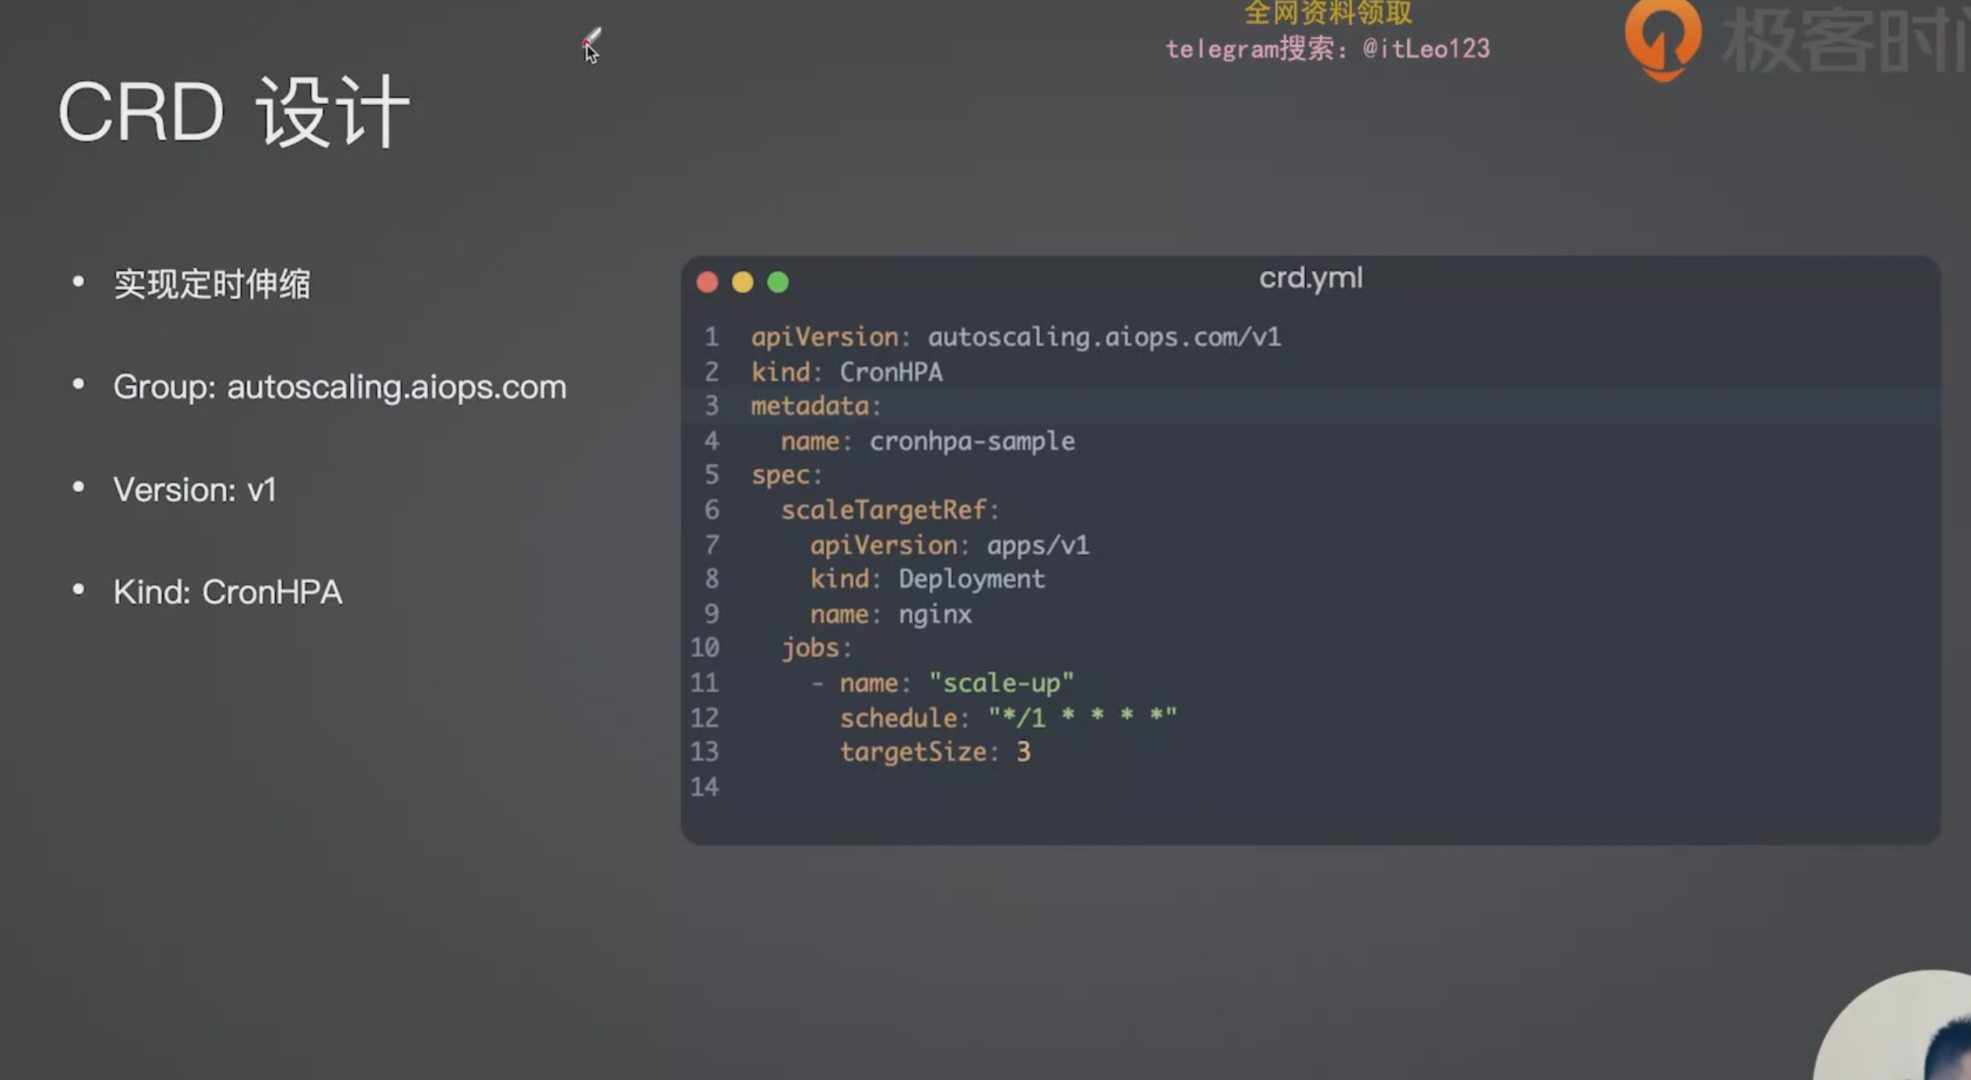 全网资料领取
telegram搜索：@itLeo123
极客时
CRD 设计
• 实现定时伸缩
• Group: autoscaling.aiops.com
• Version: v1
• Kind: CronHPA
crd.yml
1 apiVersion: autoscaling.aiops.com/v1
2 kind: CronHPA
3 metadata:
4   name: cronhpa-sample
5 spec:
6   scaleTargetRef:
7     apiVersion: apps/v1
8     kind: Deployment
9     name: nginx
10   jobs:
11     - name: "scale-up"
12       schedule: "*/1 * * * *"
13       targetSize: 3
14